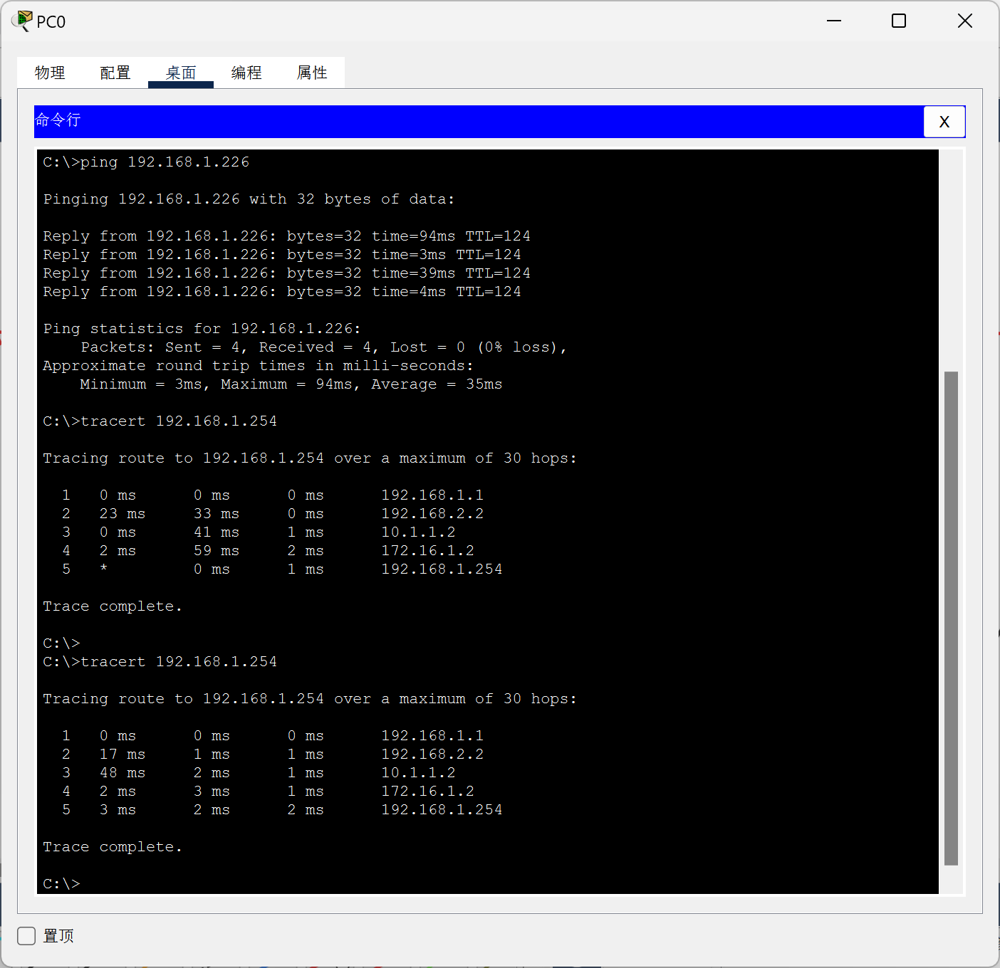 PC0
物理 配置 桌面 编程 属性
命令行 X
C:\>ping 192.168.1.226
Pinging 192.168.1.226 with 32 bytes of data:
Reply from 192.168.1.226: bytes=32 time=94ms TTL=124
Reply from 192.168.1.226: bytes=32 time=3ms TTL=124
Reply from 192.168.1.226: bytes=32 time=39ms TTL=124
Reply from 192.168.1.226: bytes=32 time=4ms TTL=124
Ping statistics for 192.168.1.226:
    Packets: Sent = 4, Received = 4, Lost = 0 (0% loss),
Approximate round trip times in milli-seconds:
    Minimum = 3ms, Maximum = 94ms, Average = 35ms
C:\>tracert 192.168.1.254
Tracing route to 192.168.1.254 over a maximum of 30 hops:
  1   0 ms      0 ms      0 ms      192.168.1.1
  2   23 ms     33 ms     0 ms      192.168.2.2
  3   0 ms      41 ms     1 ms      10.1.1.2
  4   2 ms      59 ms     2 ms      172.16.1.2
  5   *         0 ms      1 ms      192.168.1.254
Trace complete.
C:\>
C:\>tracert 192.168.1.254
Tracing route to 192.168.1.254 over a maximum of 30 hops:
  1   0 ms      0 ms      0 ms      192.168.1.1
  2   17 ms     1 ms      1 ms      192.168.2.2
  3   48 ms     2 ms      1 ms      10.1.1.2
  4   2 ms      3 ms      1 ms      172.16.1.2
  5   3 ms      2 ms      2 ms      192.168.1.254
Trace complete.
C:\>
置顶